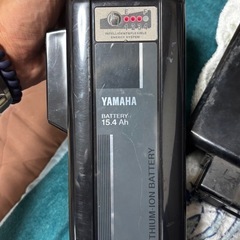 YAMAHA
BATTERY
15.4 Ah
LITHIUM-ION BATTERY